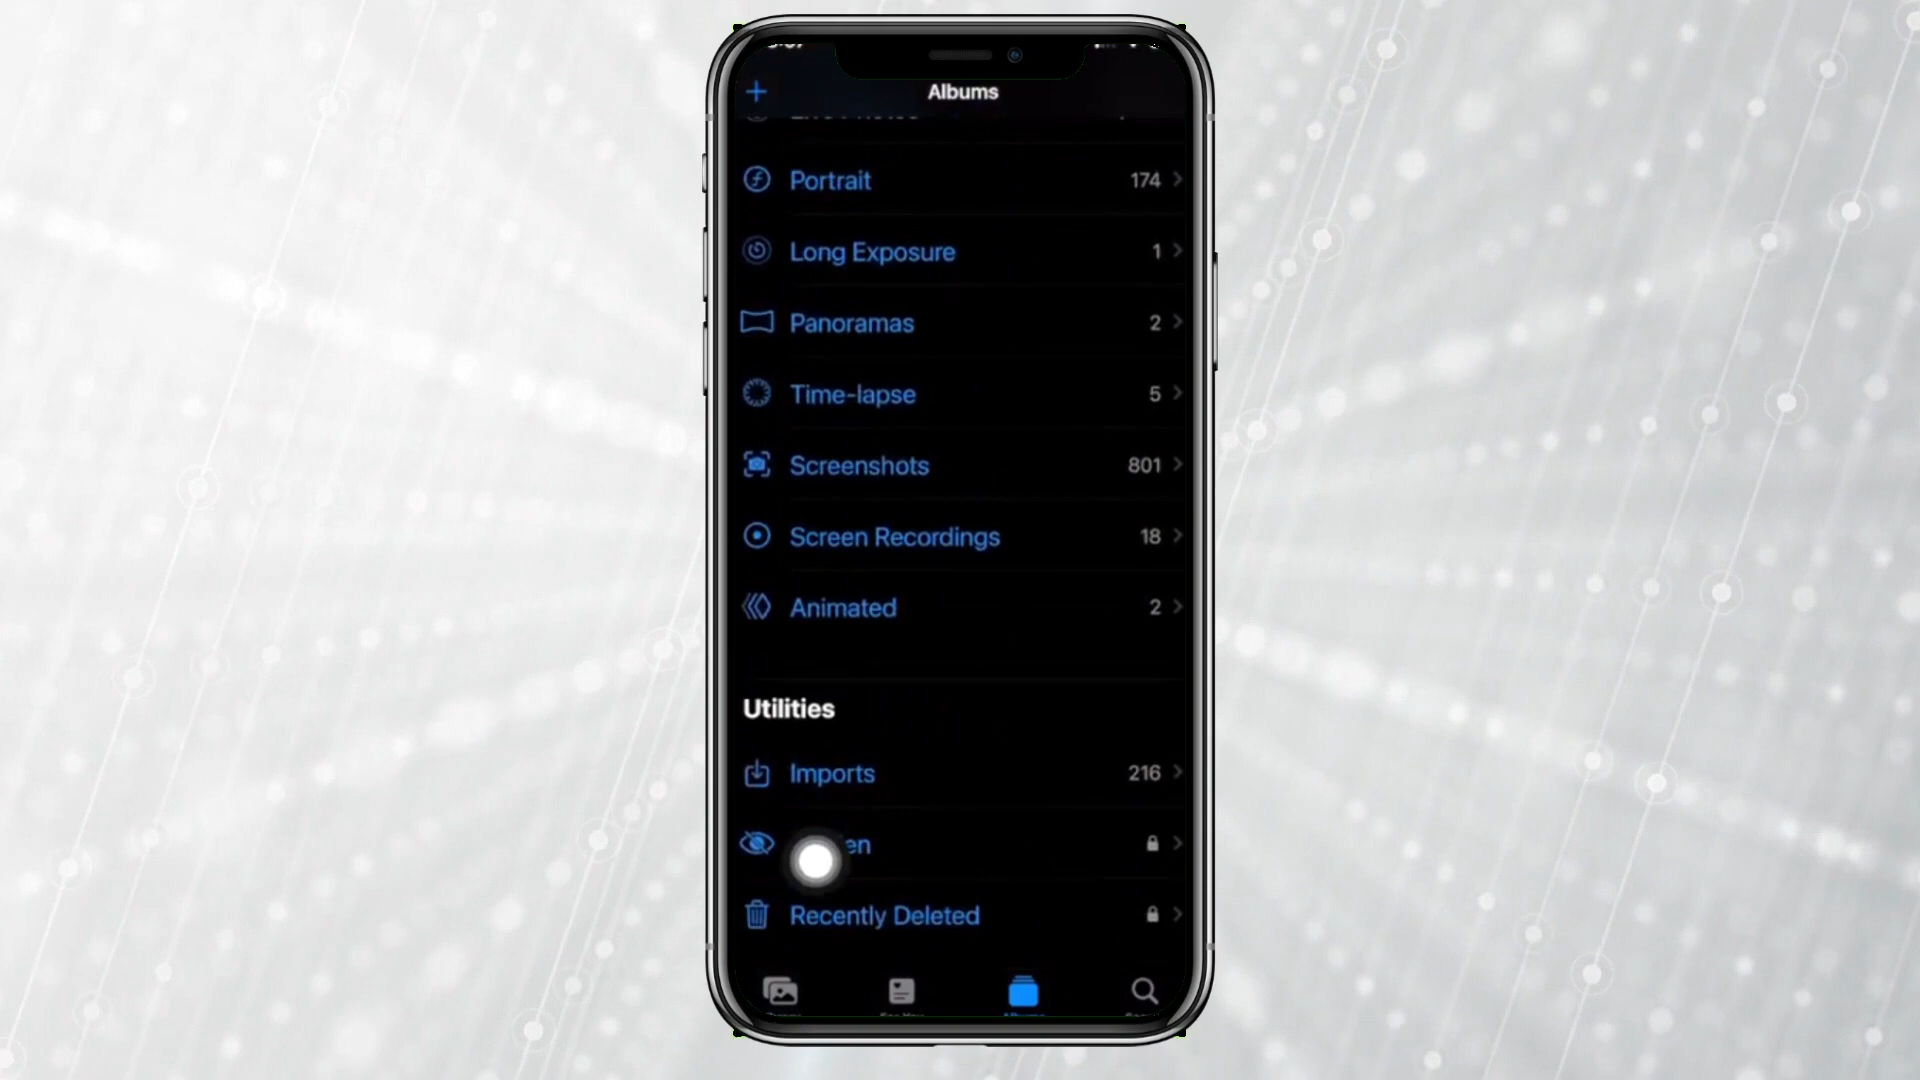 Albums
Portrait 174
Long Exposure 1
Panoramas 2
Time-lapse 5
Screenshots 801
Screen Recordings 18
Animated 2
Utilities
Imports 216
en
Recently Deleted